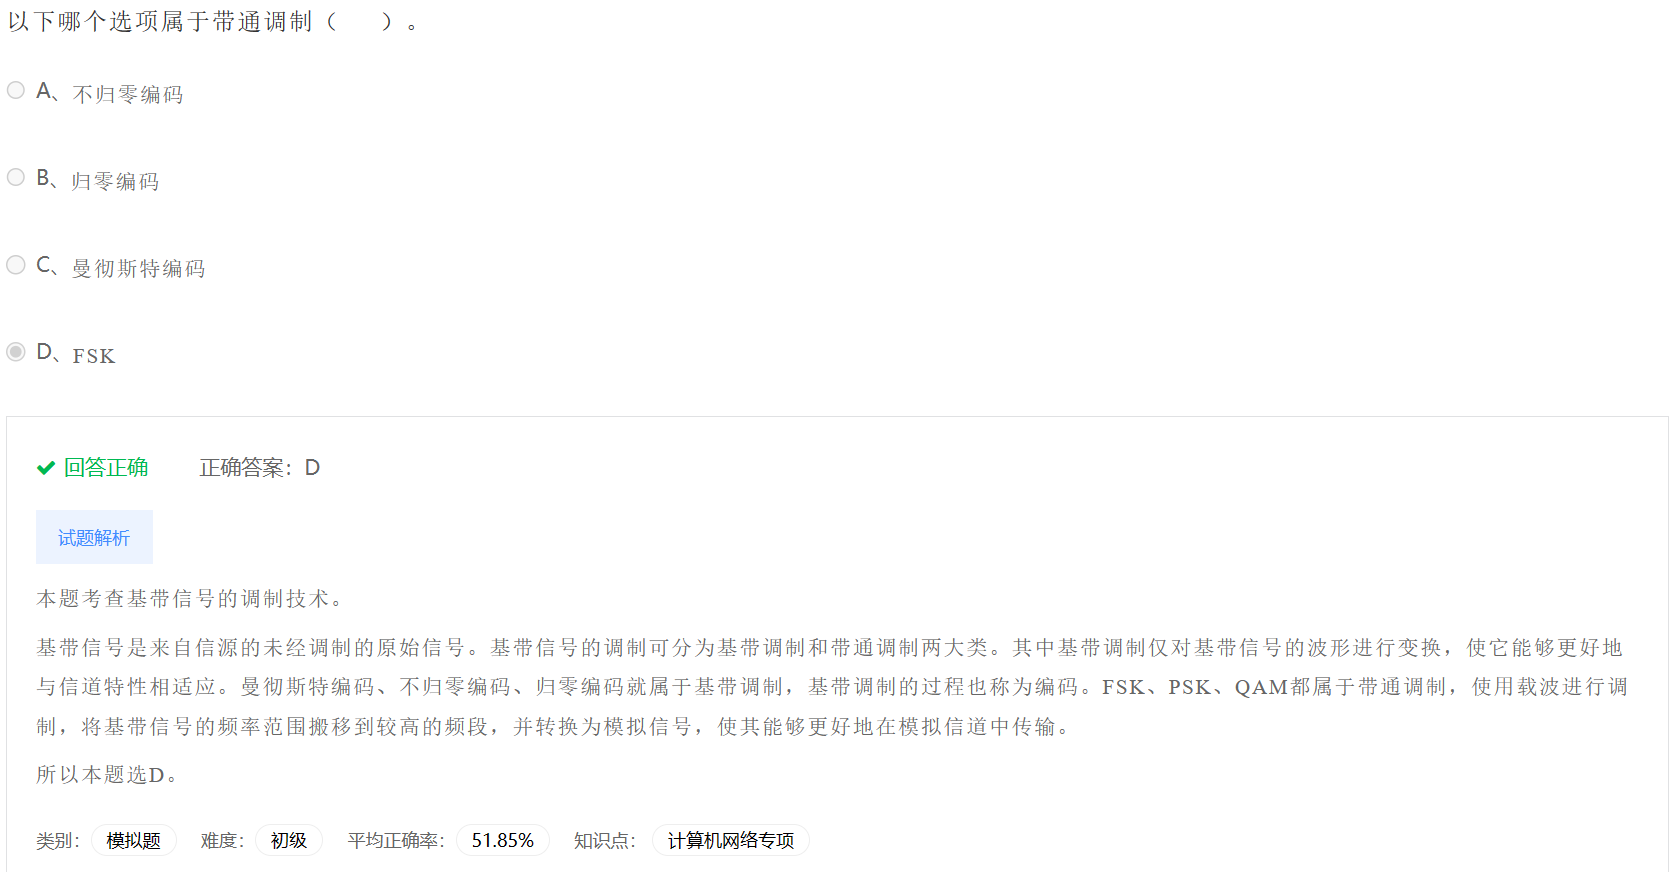 以下哪个选项属于带通调制（　　）。
A、不归零编码
B、归零编码
C、曼彻斯特编码
D、FSK
回答正确 正确答案：D
试题解析
本题考查基带信号的调制技术。
基带信号是来自信源的未经调制的原始信号。基带信号的调制可分为基带调制和带通调制两大类。其中基带调制仅对基带信号的波形进行变换，使它能够更好地
与信道特性相适应。曼彻斯特编码、不归零编码、归零编码就属于基带调制，基带调制的过程也称为编码。FSK、PSK、QAM都属于带通调制，使用载波进行调
制，将基带信号的频率范围搬移到较高的频段，并转换为模拟信号，使其能够更好地在模拟信道中传输。
所以本题选D。
类别： 模拟题 难度： 初级 平均正确率： 51.85% 知识点： 计算机网络专项